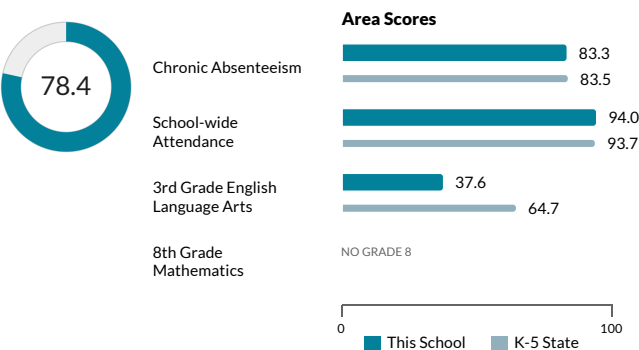 Area Scores
78.4
Chronic Absenteeism
83.3
83.5
School-wide
Attendance
94.0
93.7
3rd Grade English
Language Arts
37.6
64.7
8th Grade
Mathematics
NO GRADE 8
0
100
This School
K-5 State